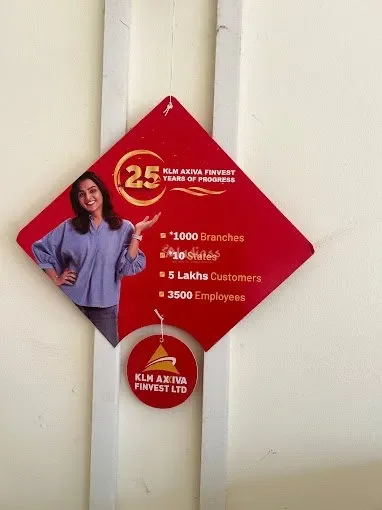 25
KLM AXIVA FINVEST
YEARS OF PROGRESS
*1000 Branches
*10 States
5 Lakhs Customers
3500 Employees
KLM AXIVA
FINVEST LTD